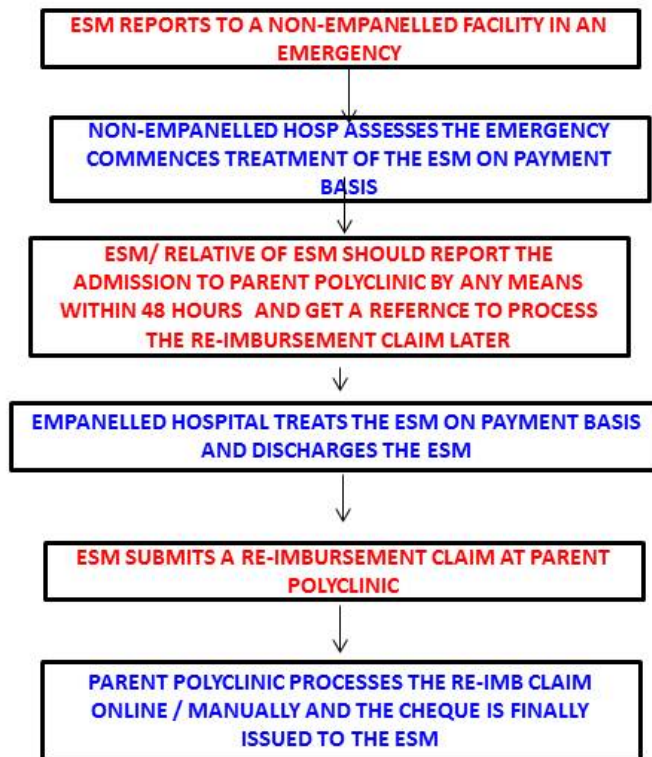 ESM REPORTS TO A NON-EMPANELLED FACILITY IN AN
EMERGENCY
NON-EMPANELLED HOSP ASSESSES THE EMERGENCY
COMMENCES TREATMENT OF THE ESM ON PAYMENT
BASIS
ESM/ RELATIVE OF ESM SHOULD REPORT THE
ADMISSION TO PARENT POLYCLINIC BY ANY MEANS
WITHIN 48 HOURS AND GET A REFERNCE TO PROCESS
THE RE-IMBURSEMENT CLAIM LATER
EMPANELLED HOSPITAL TREATS THE ESM ON PAYMENT BASIS
AND DISCHARGES THE ESM
ESM SUBMITS A RE-IMBURSEMENT CLAIM AT PARENT
POLYCLINIC
PARENT POLYCLINIC PROCESSES THE RE-IMB CLAIM
ONLINE / MANUALLY AND THE CHEQUE IS FINALLY
ISSUED TO THE ESM